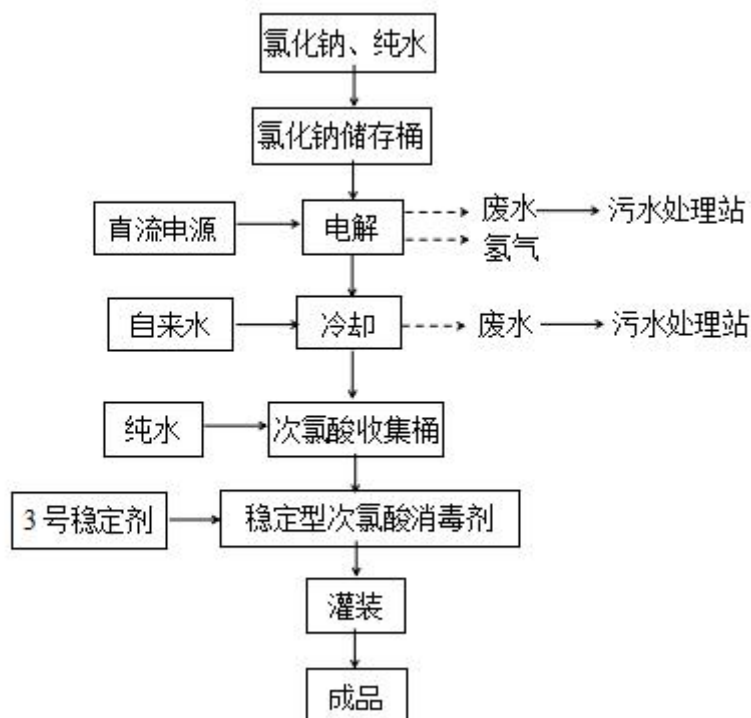 氯化钠、纯水
氯化钠储存桶
直流电源
电解
废水
污水处理站
氢气
自来水
冷却
废水
污水处理站
纯水
次氯酸收集桶
3号稳定剂
稳定型次氯酸消毒剂
灌装
成品